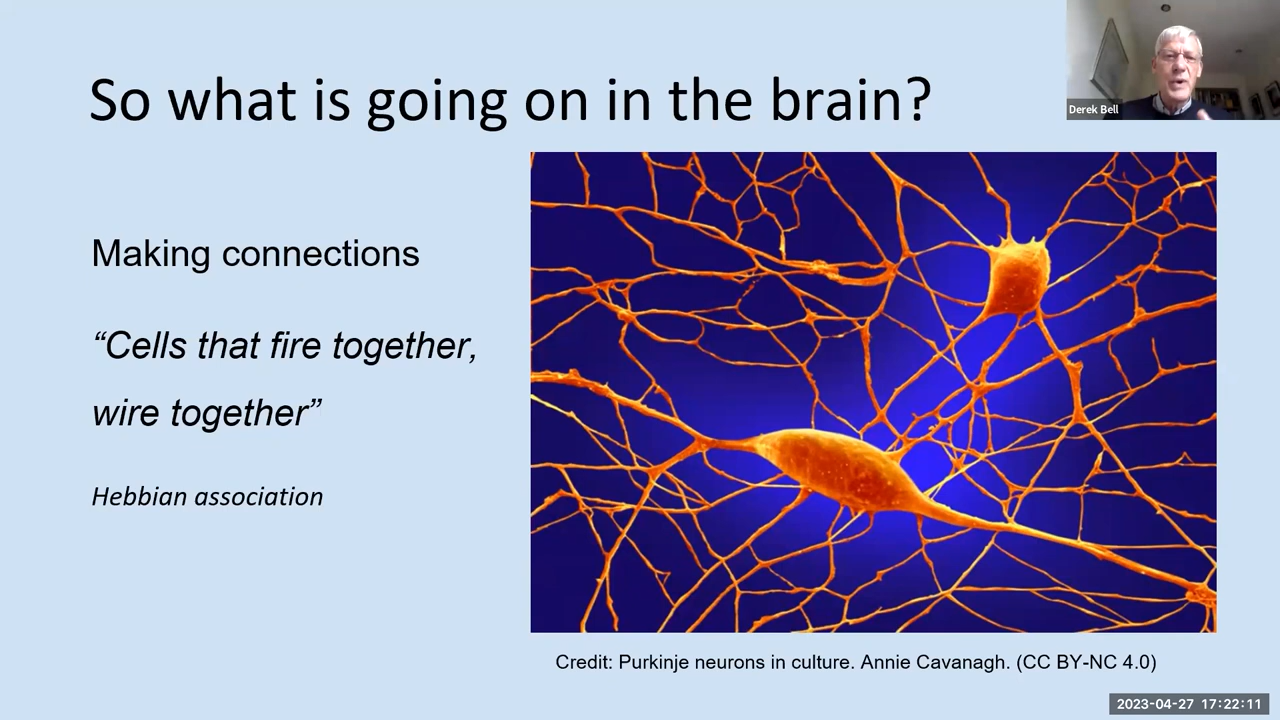 So what is going on in the brain?
Derek Bell
Making connections
“Cells that fire together,
wire together”
Hebbian association
Credit: Purkinje neurons in culture. Annie Cavanagh. (CC BY-NC 4.0)
2023-04-27 17:22:11